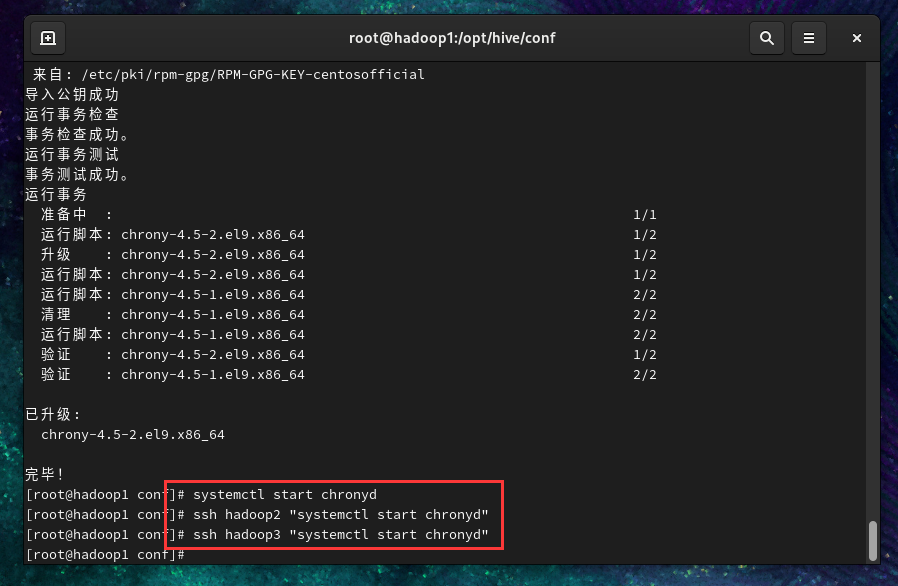 root@hadoop1:/opt/hive/conf
来自: /etc/pki/rpm-gpg/RPM-GPG-KEY-centosofficial
导入公钥成功
运行事务检查
事务检查成功。
运行事务测试
事务测试成功。
运行事务
准备中  : 1/1
运行脚本: chrony-4.5-2.el9.x86_64 1/2
升级    : chrony-4.5-2.el9.x86_64 1/2
运行脚本: chrony-4.5-2.el9.x86_64 1/2
运行脚本: chrony-4.5-1.el9.x86_64 2/2
清理    : chrony-4.5-1.el9.x86_64 2/2
运行脚本: chrony-4.5-1.el9.x86_64 2/2
验证    : chrony-4.5-2.el9.x86_64 1/2
验证    : chrony-4.5-1.el9.x86_64 2/2
已升级:
chrony-4.5-2.el9.x86_64
完毕!
[root@hadoop1 conf]# systemctl start chronyd
[root@hadoop1 conf]# ssh hadoop2 "systemctl start chronyd"
[root@hadoop1 conf]# ssh hadoop3 "systemctl start chronyd"
[root@hadoop1 conf]#